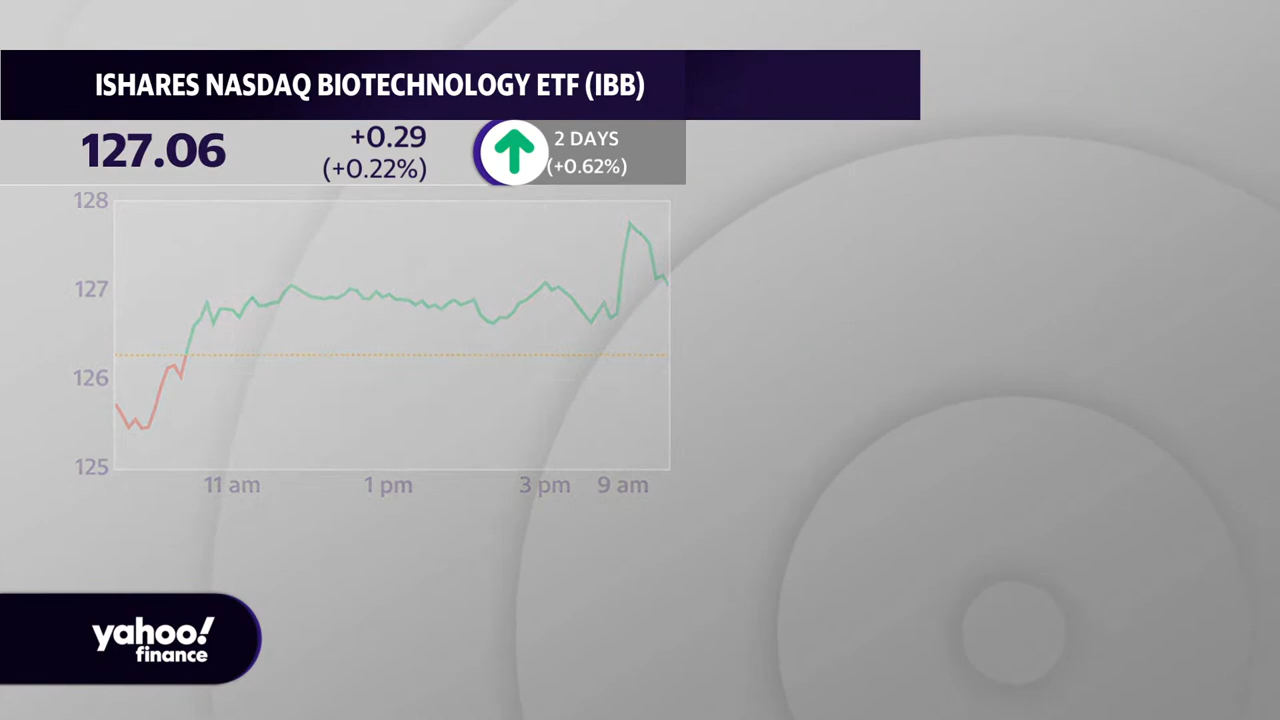 ISHARES NASDAQ BIOTECHNOLOGY ETF (IBB)
127.06
+0.29
(+0.22%)
2 DAYS
(+0.62%)
128
127
126
125
11 am 1 pm 3 pm 9 am
yahoo!
finance